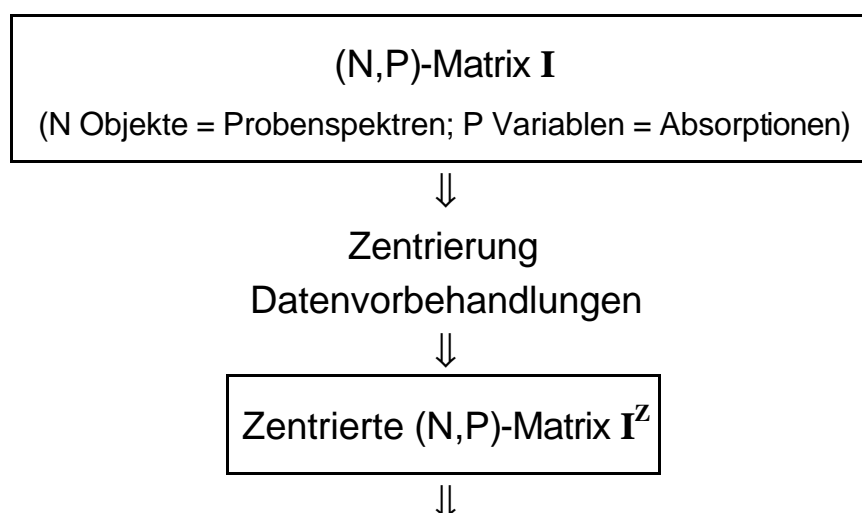 (N,P)-Matrix I
(N Objekte = Probenspektren; P Variablen = Absorptionen)
⇓
Zentrierung
Datenvorbehandlungen
⇓
Zentrierte (N,P)-Matrix I^Z
⇓